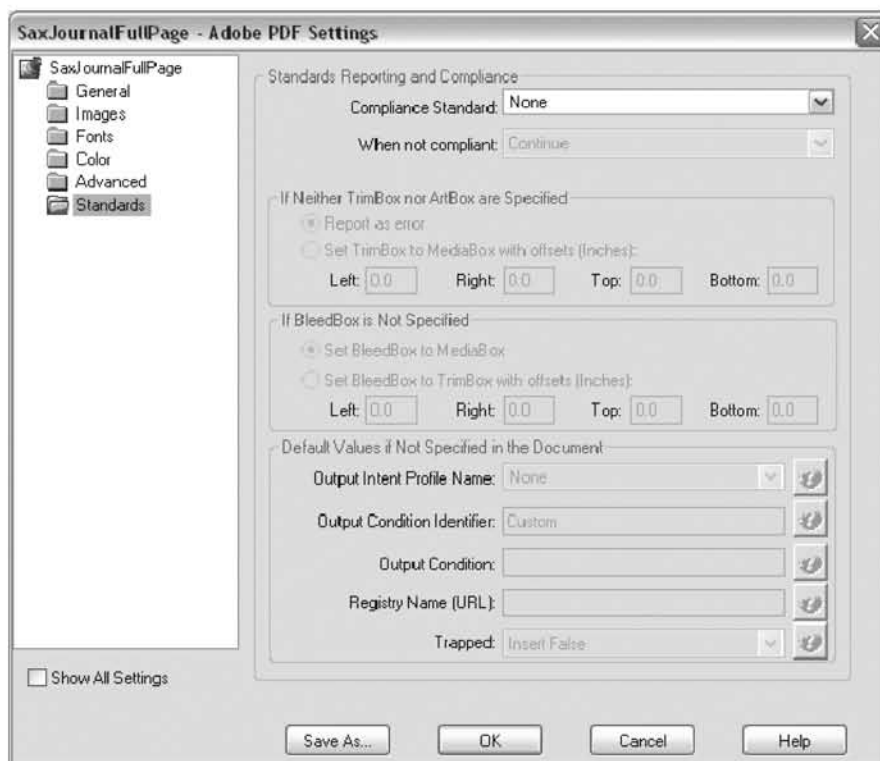 SaxJournalFullPage - Adobe PDF Settings
SaxJournalFullPage
General
Images
Fonts
Color
Advanced
Standards
Show All Settings
Standards Reporting and Compliance
Compliance Standard: None
When not compliant: Continue
If Neither TrimBox nor ArtBox are Specified
Report as error
Set TrimBox to MediaBox with offsets (Inches):
Left: 0.0 Right: 0.0 Top: 0.0 Bottom: 0.0
If BleedBox is Not Specified
Set BleedBox to MediaBox
Set BleedBox to TrimBox with offsets (Inches):
Left: 0.0 Right: 0.0 Top: 0.0 Bottom: 0.0
Default Values if Not Specified in the Document
Output Intent Profile Name: None
Output Condition Identifier: Custom
Output Condition:
Registry Name (URL):
Trapped: Insert False
Save As... OK Cancel Help